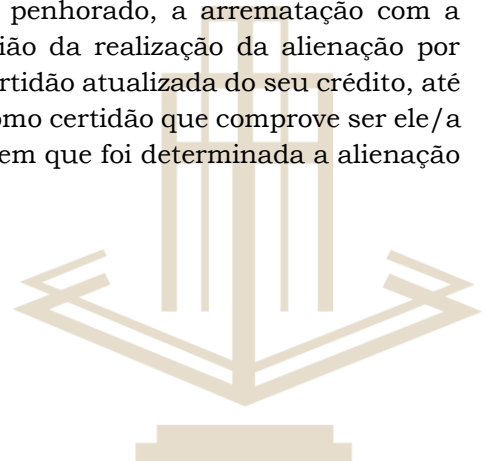 penhorado, a arrematação com a
ião da realização da alienação por
rtidão atualizada do seu crédito, até
omo certidão que comprove ser ele/a
em que foi determinada a alienação